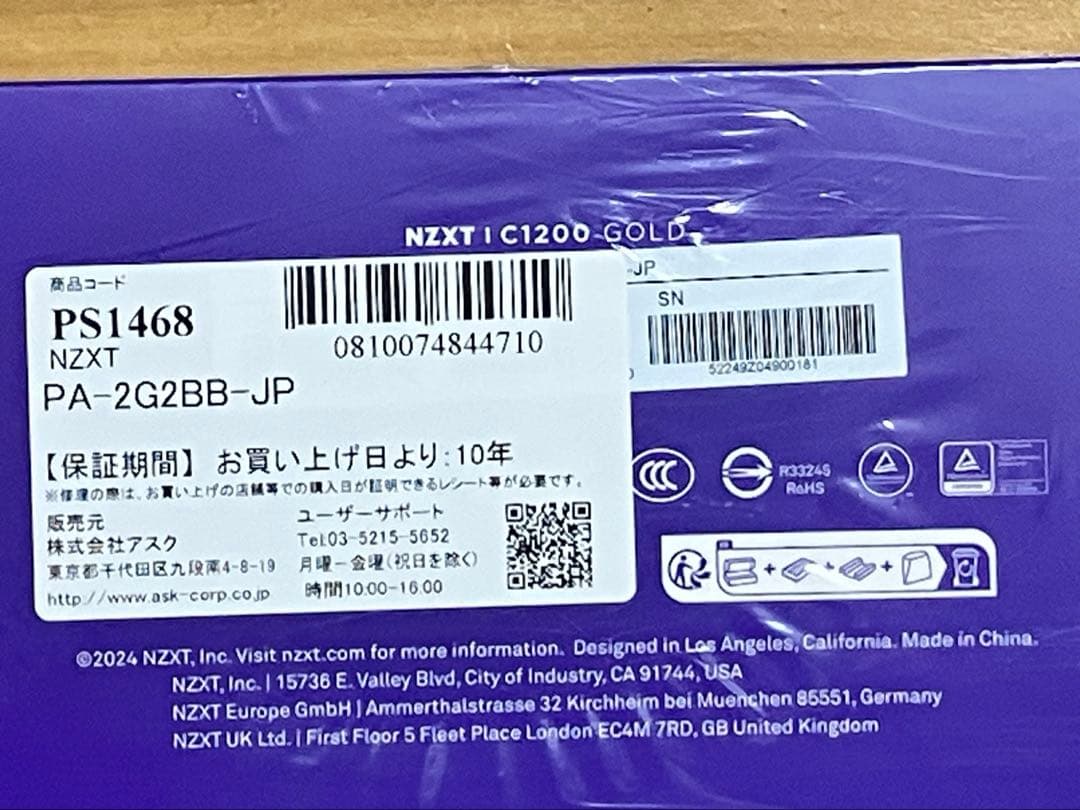 NZXT | C1200 GOLD
商品コード
PS1468
NZXT
PA-2G2BB-JP
0810074844710
【保証期間】 お買い上げ日より:10年
※修理の際は、お買い上げの店舗等での購入日が証明できるレシート等が必要です。
販売元
株式会社アスク
東京都千代田区九段南4-8-19
http://www.ask-corp.co.jp
ユーザーサポート
Tel:03-5215-5652
月曜－金曜(祝日を除く)
時間10:00-16:00
-JP
SN
52249Z04900181
CCC
R33245
RoHS
©2024 NZXT, Inc. Visit nzxt.com for more information. Designed in Los Angeles, California. Made in China.
NZXT, Inc. | 15736 E. Valley Blvd, City of Industry, CA 91744, USA
NZXT Europe GmbH | Ammerthalstrasse 32 Kirchheim bei Muenchen 85551, Germany
NZXT UK Ltd. | First Floor 5 Fleet Place London EC4M 7RD, GB United Kingdom